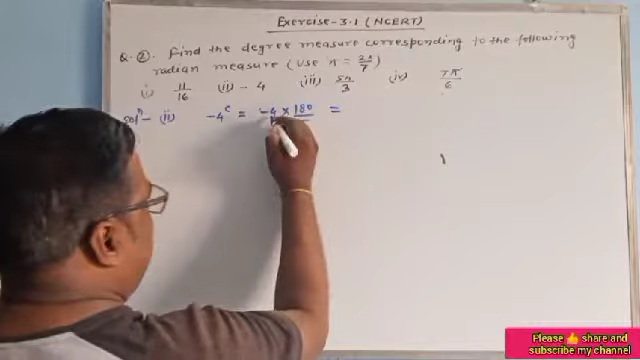 Exercise-3.1 (NCERT)
Q.② Find the degree measure corresponding to the following
radian measure (use π = 22/7)
i) 11/16 (ii) - 4 (iii) 5π/3 (iv) 7π/6
Solⁿ- (ii) -4ᶜ = -4 × 180 =
Please 👍 share and
subscribe my channel